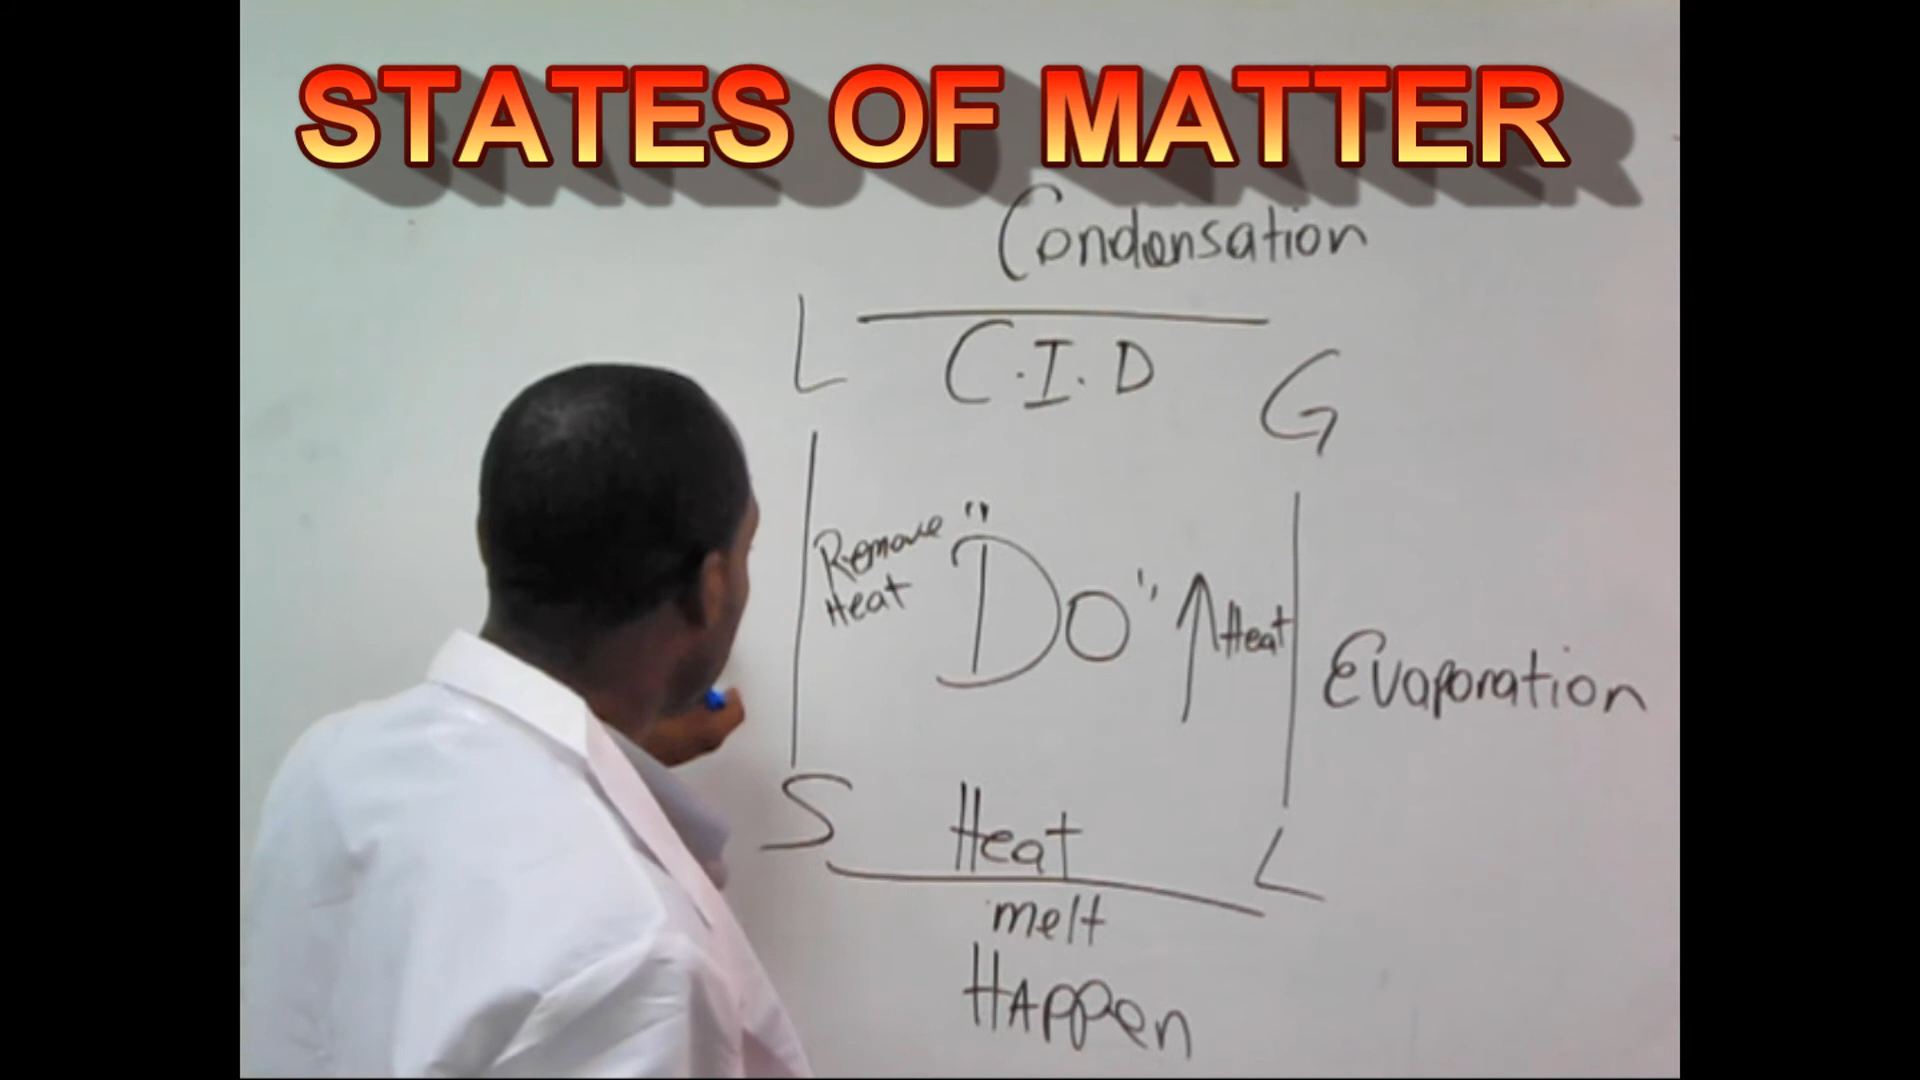 STATES OF MATTER
Condensation
L
C.I.D
G
Remove
Heat
"Do"
↑Heat
Evaporation
S
Heat
L
melt
HAppen